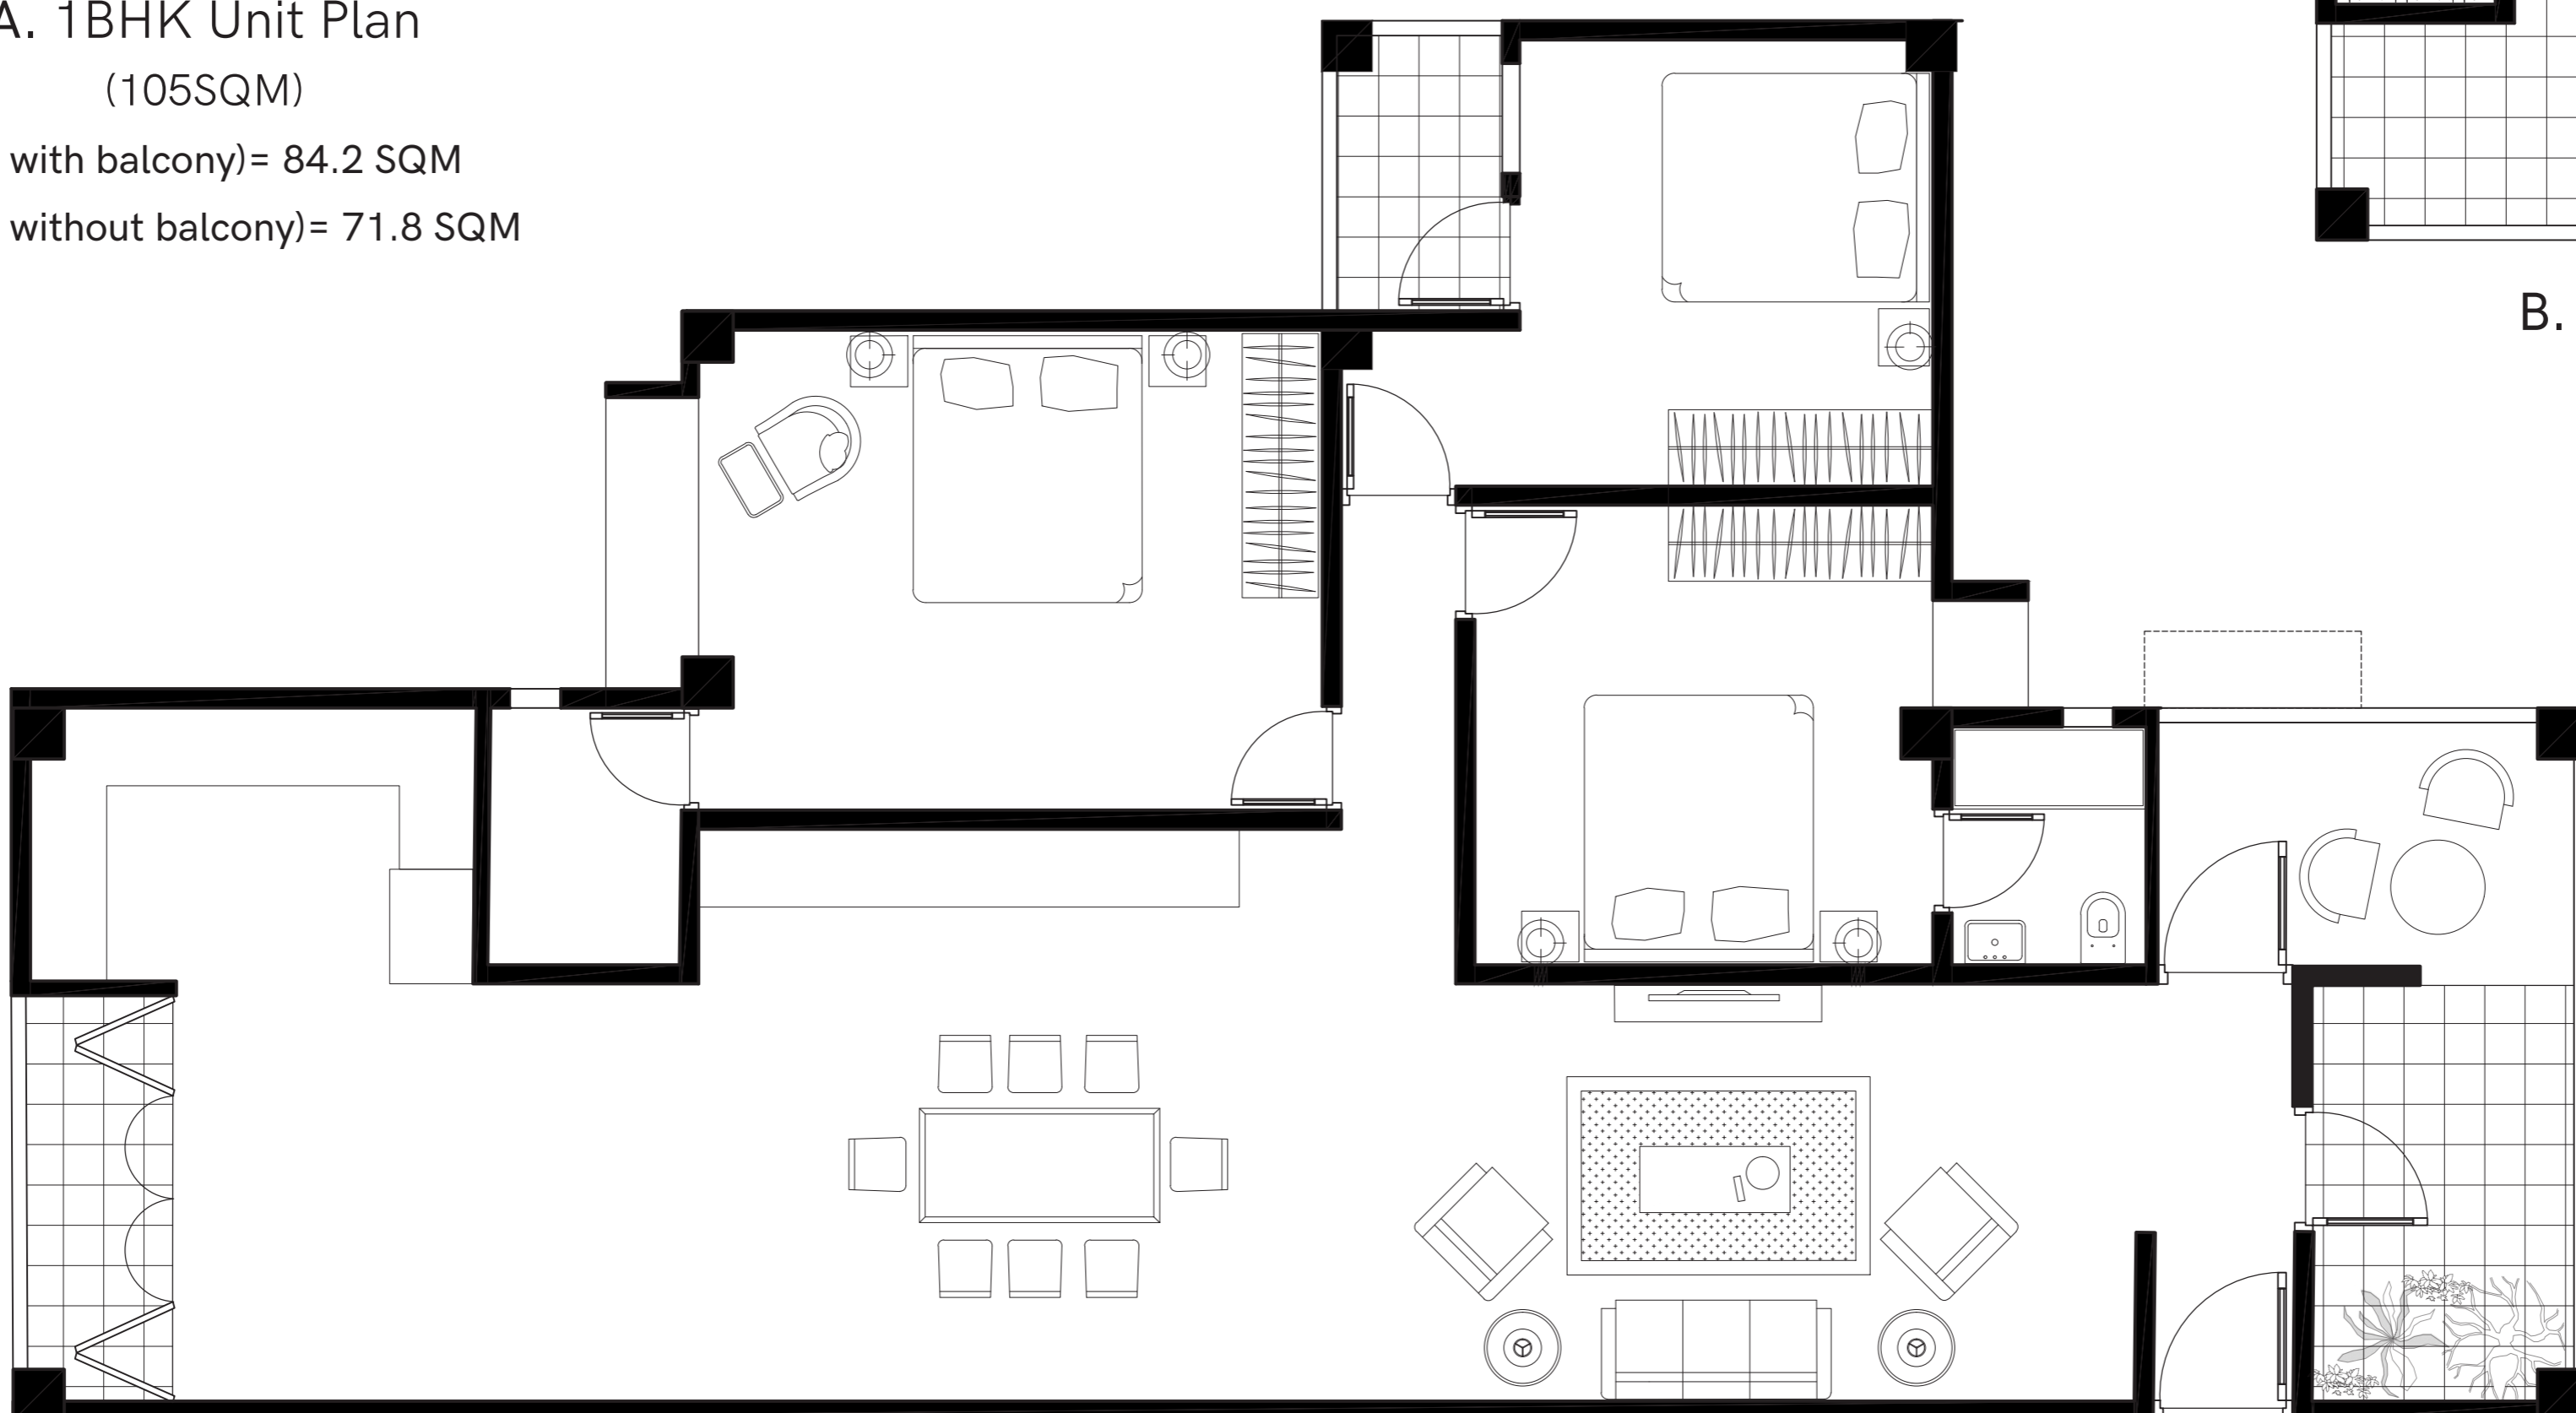 A. 1BHK Unit Plan
(105SQM)
with balcony)= 84.2 SQM
without balcony)= 71.8 SQM
B.